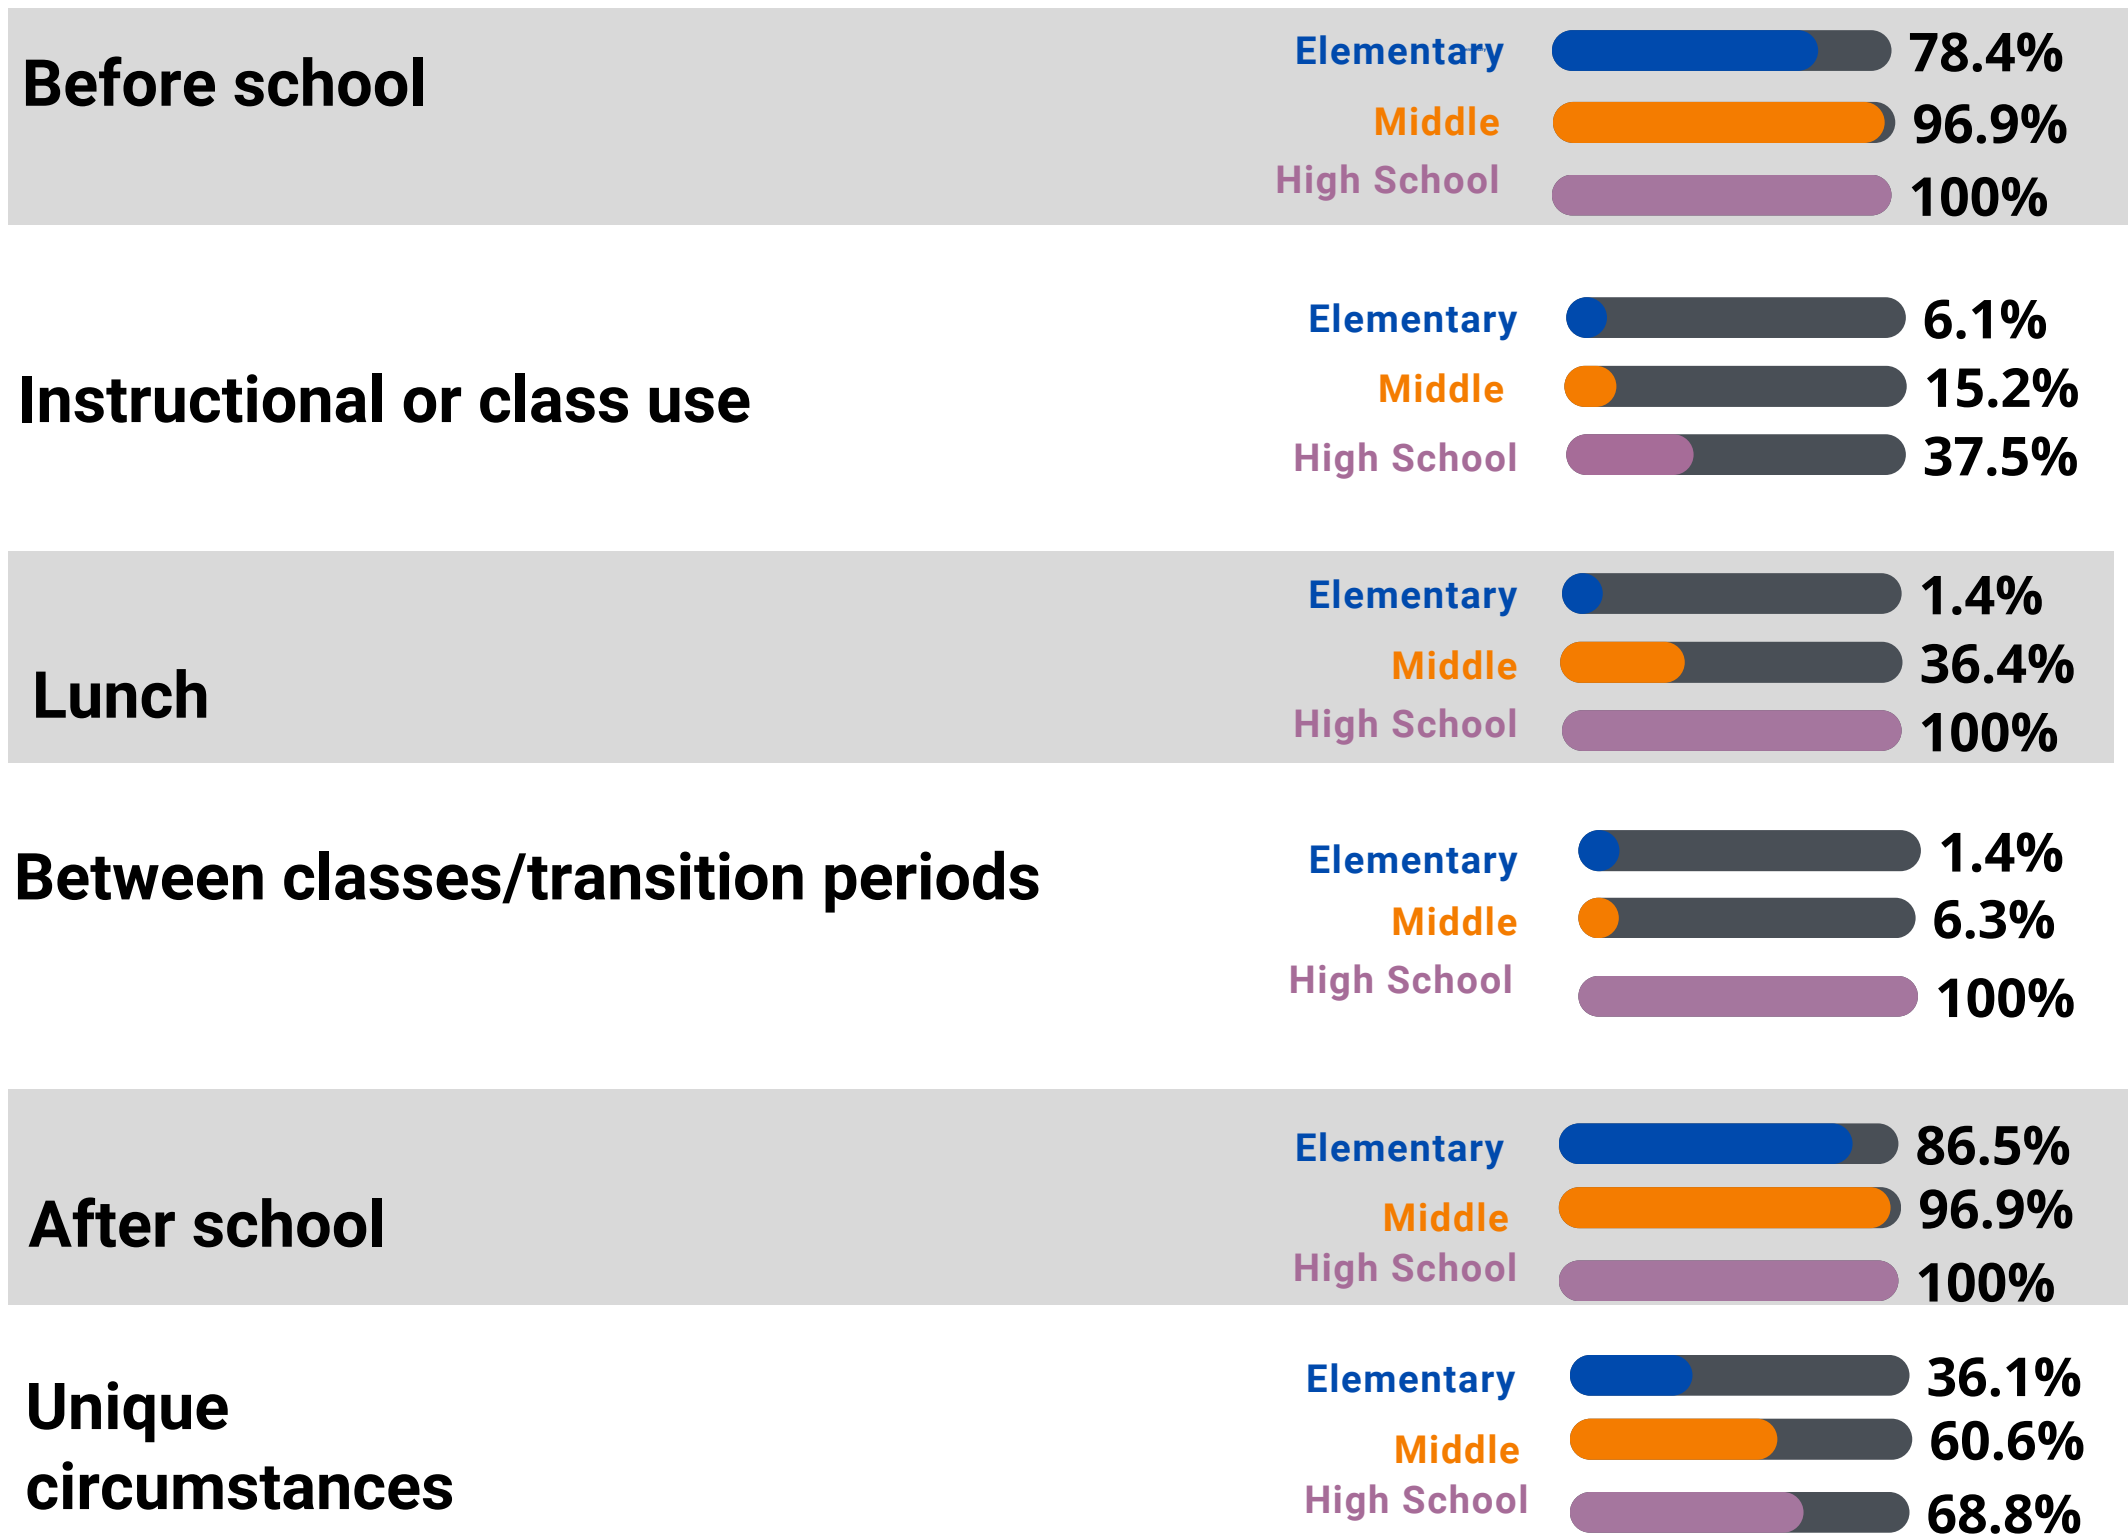 Before school
Elementary 78.4%
Middle 96.9%
High School 100%
Instructional or class use
Elementary 6.1%
Middle 15.2%
High School 37.5%
Lunch
Elementary 1.4%
Middle 36.4%
High School 100%
Between classes/transition periods
Elementary 1.4%
Middle 6.3%
High School 100%
After school
Elementary 86.5%
Middle 96.9%
High School 100%
Unique
circumstances
Elementary 36.1%
Middle 60.6%
High School 68.8%